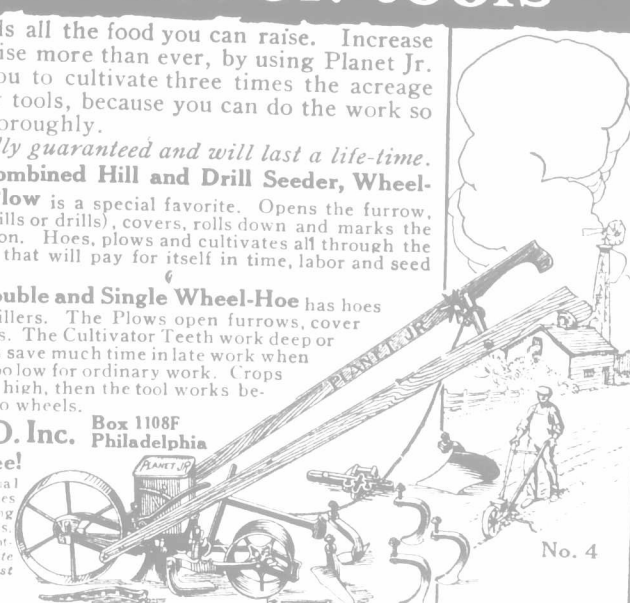 ds all the food you can raise. Increase
ise more than ever, by using Planet Jr.
ou to cultivate three times the acreage
tools, because you can do the work so
oroughly.
lly guaranteed and will last a life-time.
ombined Hill and Drill Seeder, Wheel-
low is a special favorite. Opens the furrow,
ills or drills), covers, rolls down and marks the
on. Hoes, plows and cultivates all through the
that will pay for itself in time, labor and seed
ouble and Single Wheel-Hoe has hoes
illers. The Plows open furrows, cover
s. The Cultivator Teeth work deep or
save much time in late work when
oo low for ordinary work. Crops
high, then the tool works be-
o wheels.
O. Inc. Box 1108F
Philadelphia
ee!
PLANET JR.
PLANET JR
No. 4